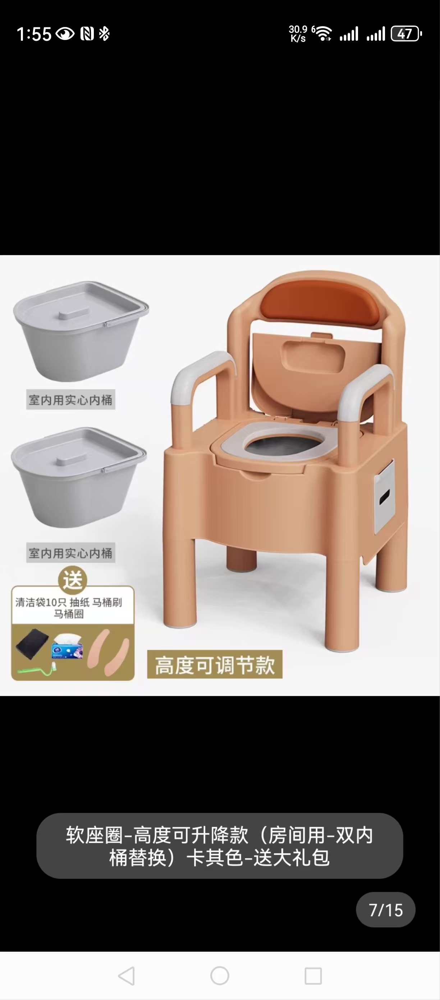 1:55
30.9 K/s
6
47
室内用实心内桶
室内用实心内桶
送
清洁袋10只 抽纸 马桶刷
马桶圈
高度可调节款
软座圈-高度可升降款（房间用-双内
桶替换）卡其色-送大礼包
7/15